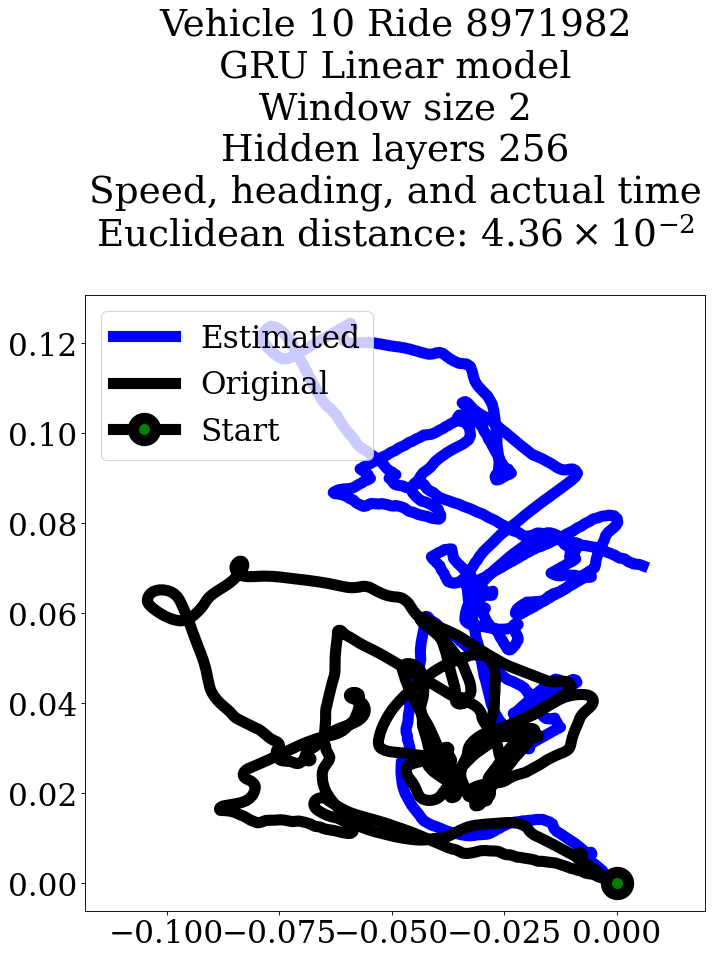 Vehicle 10 Ride 8971982
GRU Linear model
Window size 2
Hidden layers 256
Speed, heading, and actual time
Euclidean distance: 4.36 × 10⁻²
Estimated
Original
Start
0.12
0.10
0.08
0.06
0.04
0.02
0.00
−0.100 −0.075 −0.050 −0.025 0.000